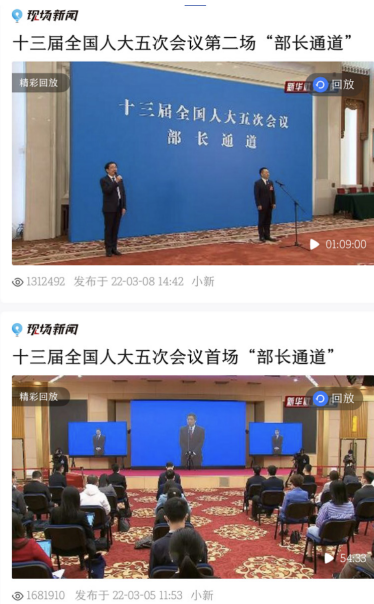 现场新闻
十三届全国人大五次会议第二场“部长通道”
精彩回放
新华
回放
十三届全国人大五次会议
部长通道
01:09:00
1312492 发布于 22-03-08 14:42 小新
现场新闻
十三届全国人大五次会议首场“部长通道”
精彩回放
新华
回放
54:33
1681910 发布于 22-03-05 11:53 小新